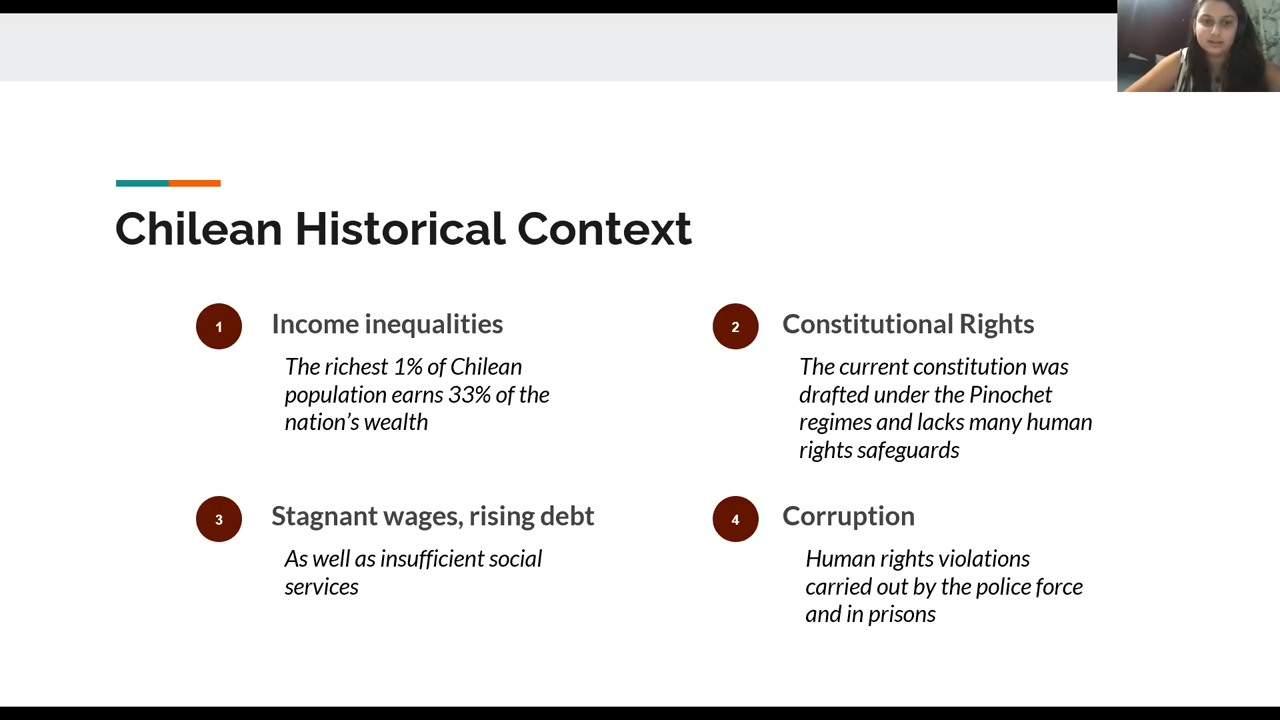 Chilean Historical Context
1
Income inequalities
The richest 1% of Chilean
population earns 33% of the
nation’s wealth
2
Constitutional Rights
The current constitution was
drafted under the Pinochet
regimes and lacks many human
rights safeguards
3
Stagnant wages, rising debt
As well as insufficient social
services
4
Corruption
Human rights violations
carried out by the police force
and in prisons